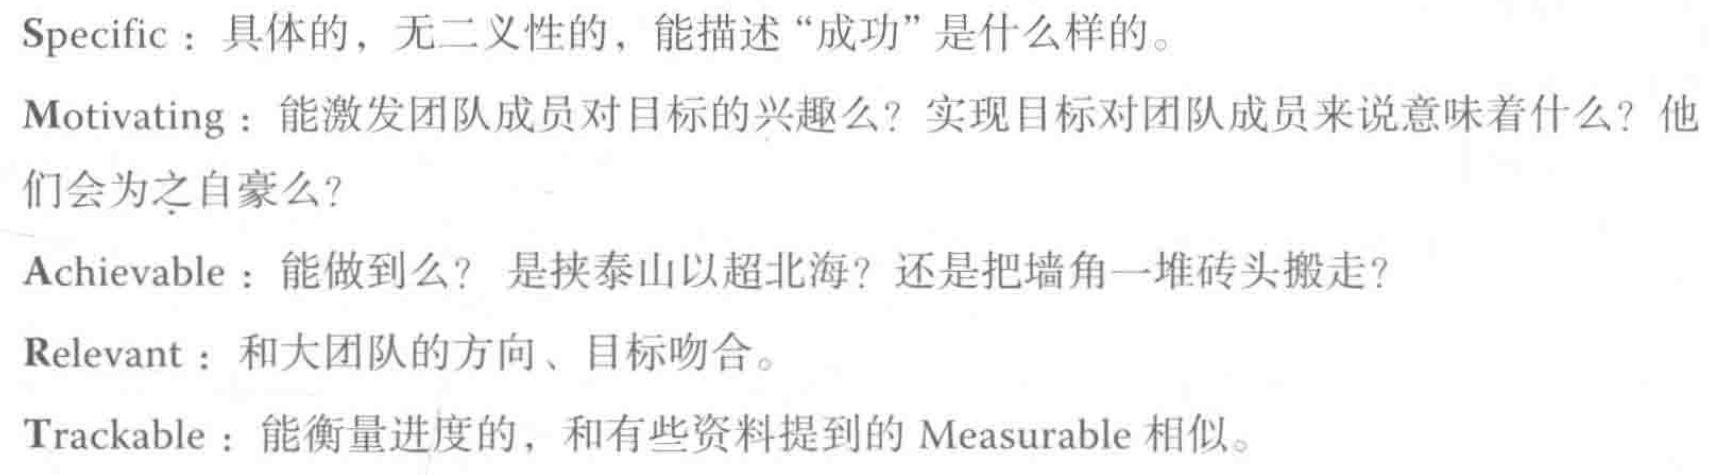 Specific：具体的，无二义性的，能描述“成功”是什么样的。
Motivating：能激发团队成员对目标的兴趣么？实现目标对团队成员来说意味着什么？他
们会为之自豪么？
Achievable：能做到么？ 是挟泰山以超北海？还是把墙角一堆砖头搬走？
Relevant：和大团队的方向、目标吻合。
Trackable：能衡量进度的，和有些资料提到的 Measurable 相似。